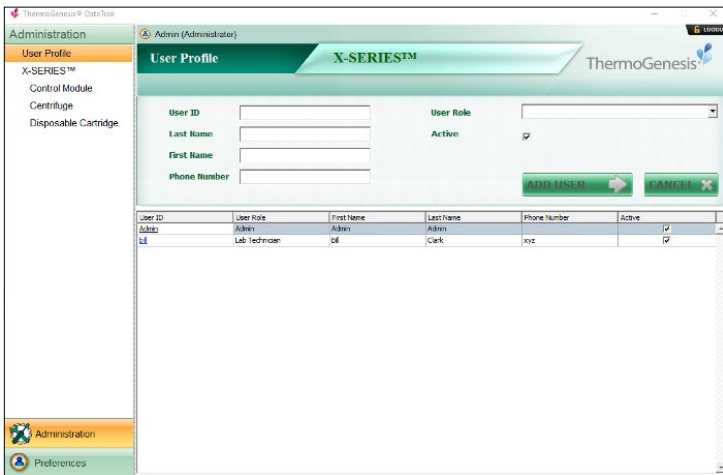 ThermoGenesis® DataTrak
Administration
Admin (Administrator)
LOGOUT
User Profile
X-SERIES™
Control Module
Centrifuge
Disposable Cartridge
User Profile
X-SERIES™
ThermoGenesis
User ID
User Role
Last Name
Active
First Name
Phone Number
ADD USER
CANCEL
User ID User Role First Name Last Name Phone Number Active
Admin Admin Admin Admin
bill Lab Technician Bill Clark xyz
Administration
Preferences